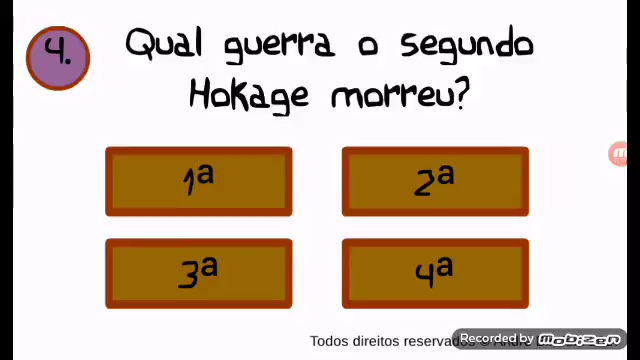 4.
Qual guerra o segundo
Hokage morreu?
1ª
2ª
3ª
4ª
Todos direitos reservados
Recorded by mobizen